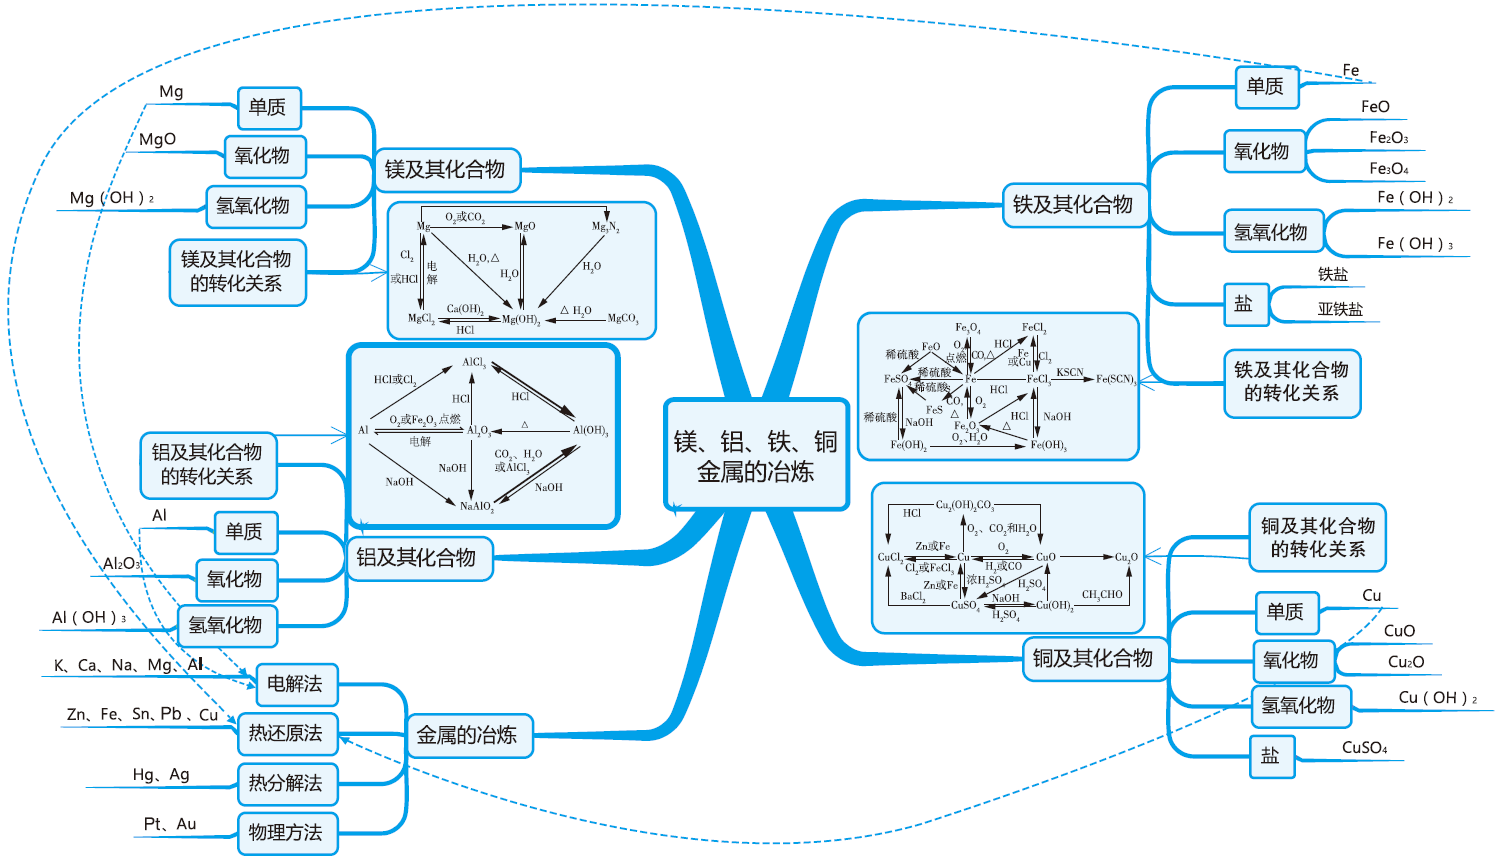 镁、铝、铁、铜
金属的冶炼
镁及其化合物
单质
Mg
氧化物
MgO
氢氧化物
Mg（OH）₂
镁及其化合物
的转化关系
Mg
O₂或CO₂
MgO
Mg₃N₂
Cl₂
或HCl
电
解
H₂O,△
H₂O
H₂O
MgCl₂
Ca(OH)₂
HCl
Mg(OH)₂
△ H₂O
MgCO₃
铝及其化合物
铝及其化合物
的转化关系
AlCl₃
HCl或Cl₂
HCl
HCl
Al
O₂或Fe₂O₃点燃
电解
Al₂O₃
△
Al(OH)₃
NaOH
NaOH
CO₂、H₂O
或AlCl₃
NaOH
NaAlO₂
单质
Al
氧化物
Al₂O₃
氢氧化物
Al（OH）₃
金属的冶炼
电解法
K、Ca、Na、Mg、Al
热还原法
Zn、Fe、Sn、Pb、Cu
热分解法
Hg、Ag
物理方法
Pt、Au
铁及其化合物
单质
Fe
氧化物
FeO
Fe₂O₃
Fe₃O₄
氢氧化物
Fe（OH）₂
Fe（OH）₃
盐
铁盐
亚铁盐
铁及其化合物
的转化关系
Fe₃O₄
FeCl₂
稀硫酸
FeO
O₂
点燃
CO,△
HCl
Fe
或Cu
Cl₂
FeSO₄
稀硫酸
Fe
HCl
FeCl₃
KSCN
Fe(SCN)₃
稀硫酸
S
FeS
CO,
△
O₂
稀硫酸
NaOH
Fe₂O₃
HCl
△
NaOH
Fe(OH)₂
O₂、H₂O
Fe(OH)₃
铜及其化合物
铜及其化合物
的转化关系
HCl
Cu₂(OH)₂CO₃
O₂、CO₂和H₂O
CuCl₂
Zn或Fe
Cl₂或FeCl₃
Cu
O₂
H₂或CO
CuO
Cu₂O
Zn或Fe
浓H₂SO₄
H₂SO₄
BaCl₂
CuSO₄
NaOH
H₂SO₄
Cu(OH)₂
CH₃CHO
单质
Cu
氧化物
CuO
Cu₂O
氢氧化物
Cu（OH）₂
盐
CuSO₄